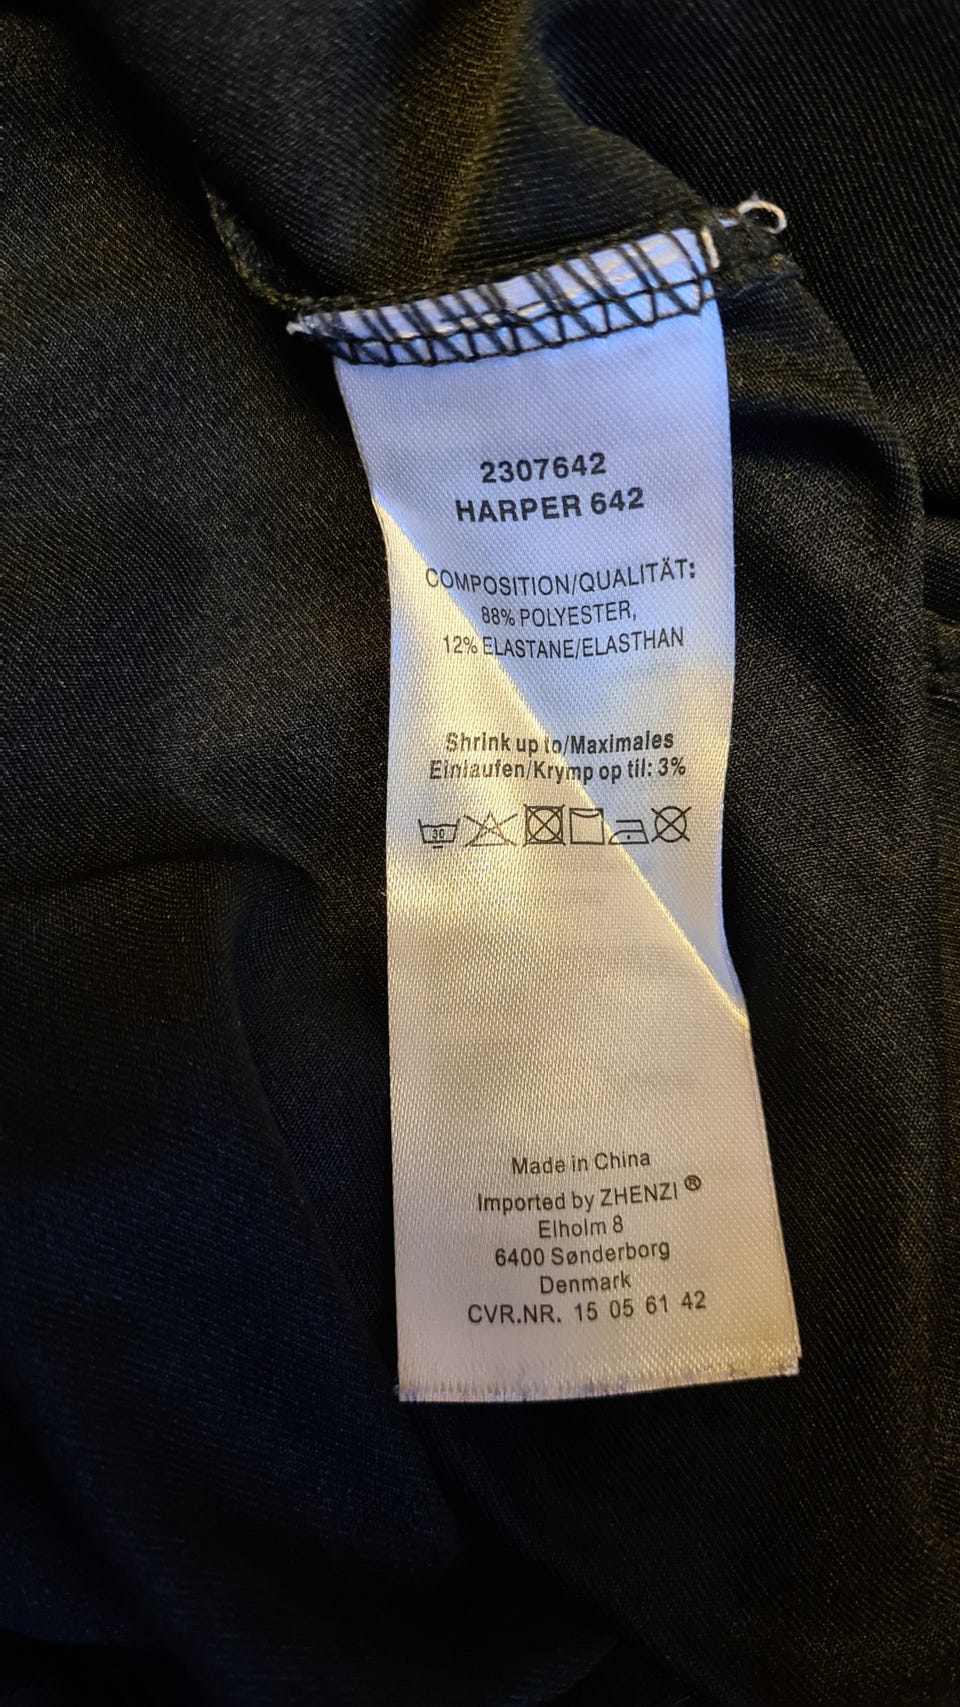 2307642
HARPER 642
COMPOSITION/QUALITÄT:
88% POLYESTER,
12% ELASTANE/ELASTHAN
Shrink up to/Maximales
Einlaufen/Krymp op til: 3%
30
Made in China
Imported by ZHENZI ®
Elholm 8
6400 Sønderborg
Denmark
CVR.NR. 15 05 61 42